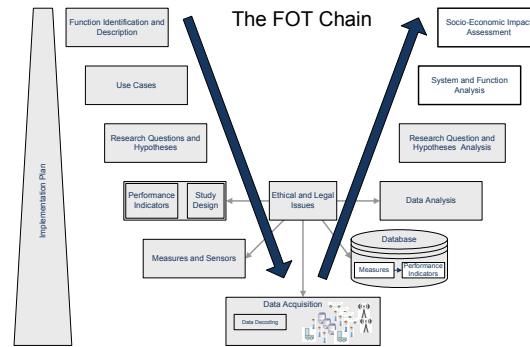 The FOT Chain
Function Identification and
Description
Socio-Economic Impact
Assessment
Use Cases
System and Function
Analysis
Research Questions and
Hypotheses
Research Question and
Hypotheses Analysis
Implementation Plan
Performance
Indicators
Study
Design
Ethical and Legal
Issues
Data Analysis
Measures and Sensors
Database
Measures
Performance
Indicators
Data Acquisition
Data Decoding